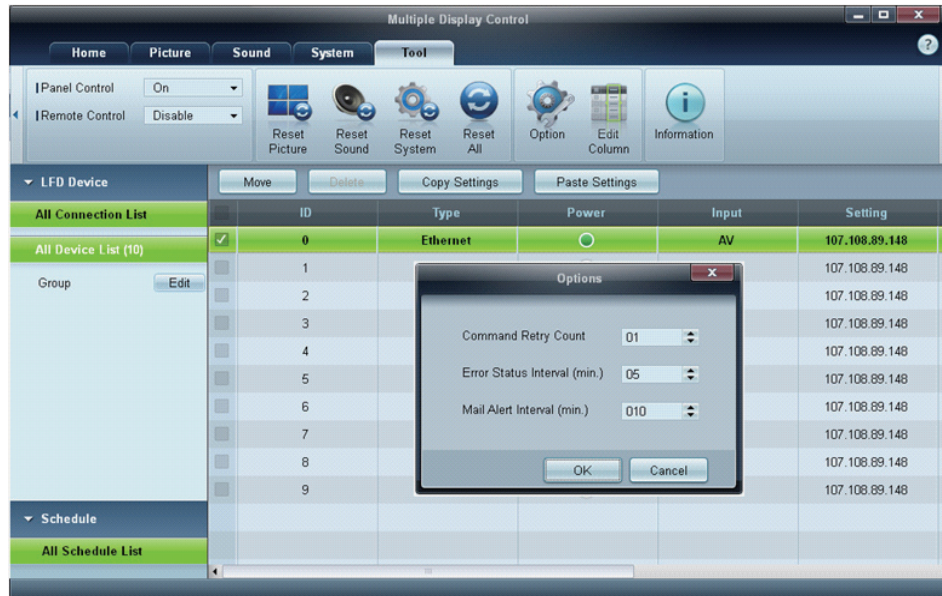 Multiple Display Control
Home Picture Sound System Tool
Panel Control On
Remote Control Disable
Reset Picture
Reset Sound
Reset System
Reset All
Option
Edit Column
Information
LFD Device
All Connection List
All Device List (10)
Group Edit
Schedule
All Schedule List
Move Delete Copy Settings Paste Settings
ID Type Power Input Setting
0 Ethernet AV 107.108.89.148
1 107.108.89.148
2 107.108.89.148
3 107.108.89.148
4 107.108.89.148
5 107.108.89.148
6 107.108.89.148
7 107.108.89.148
8 107.108.89.148
9 107.108.89.148
Options
Command Retry Count 01
Error Status Interval (min.) 05
Mail Alert Interval (min.) 010
OK Cancel